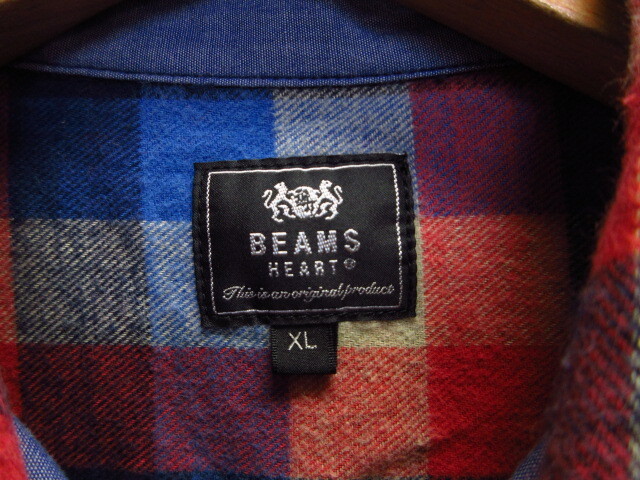 BEAMS
HEART®
This is an original product
XL